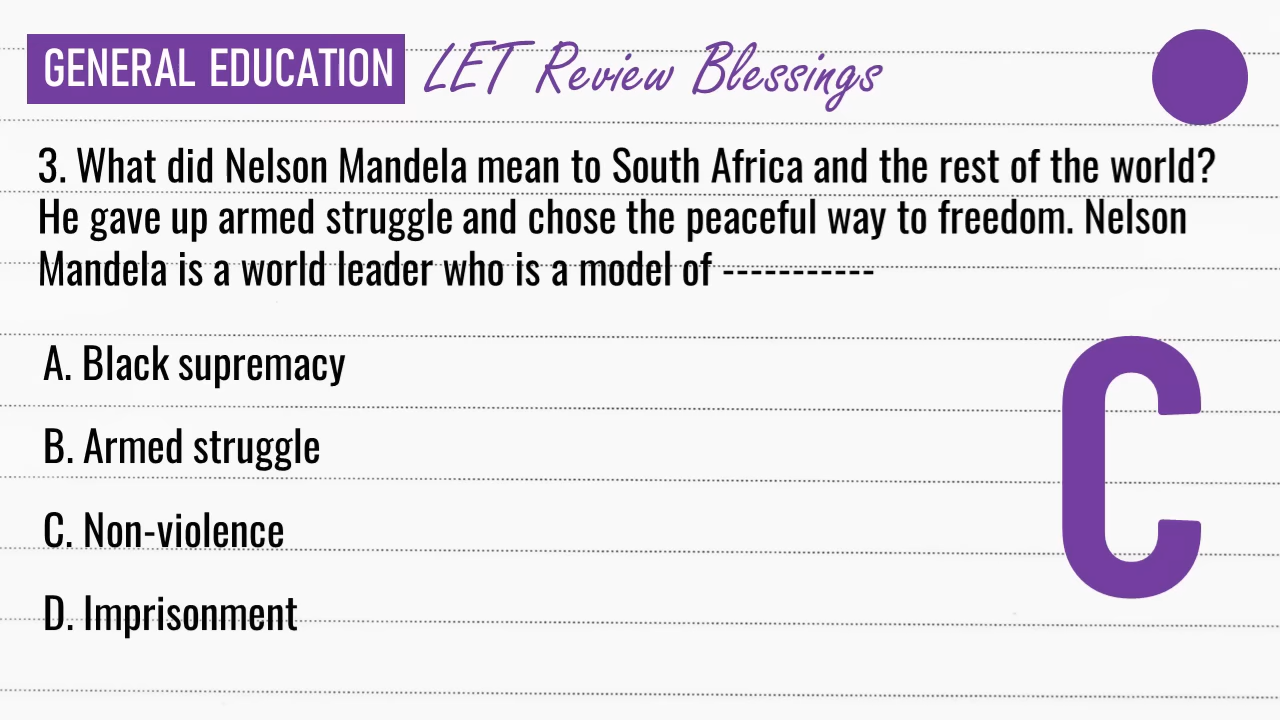 GENERAL EDUCATION LET Review Blessings
3. What did Nelson Mandela mean to South Africa and the rest of the world?
He gave up armed struggle and chose the peaceful way to freedom. Nelson
Mandela is a world leader who is a model of -----------
A. Black supremacy
B. Armed struggle
C. Non-violence
D. Imprisonment
C